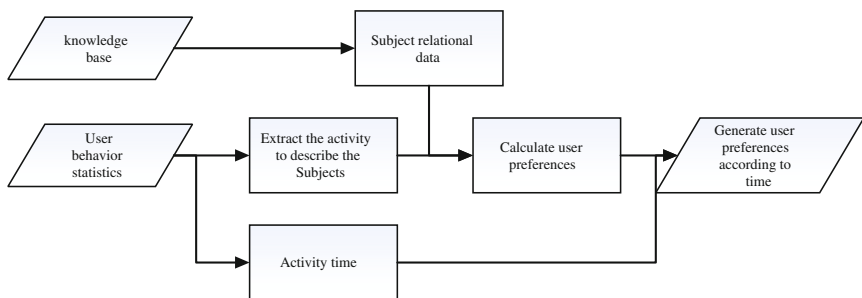 knowledge
base
Subject relational
data
User
behavior
statistics
Extract the activity
to describe the
Subjects
Calculate user
preferences
Generate user
preferences
according to
time
Activity time